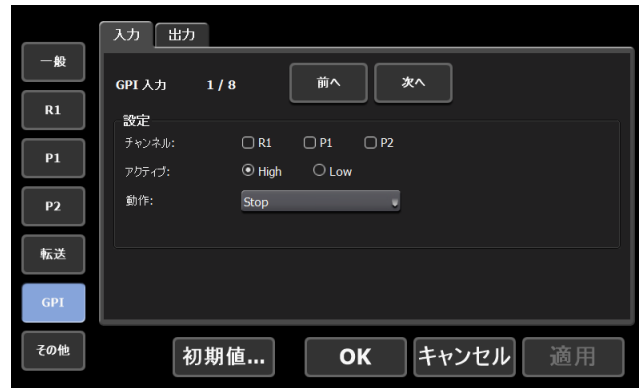 入力 出力
一般
R1
P1
P2
転送
GPI
その他
GPI 入力 1 / 8 前へ 次へ
設定
チャンネル: R1 P1 P2
アクティブ: High Low
動作: Stop
初期値... OK キャンセル 適用